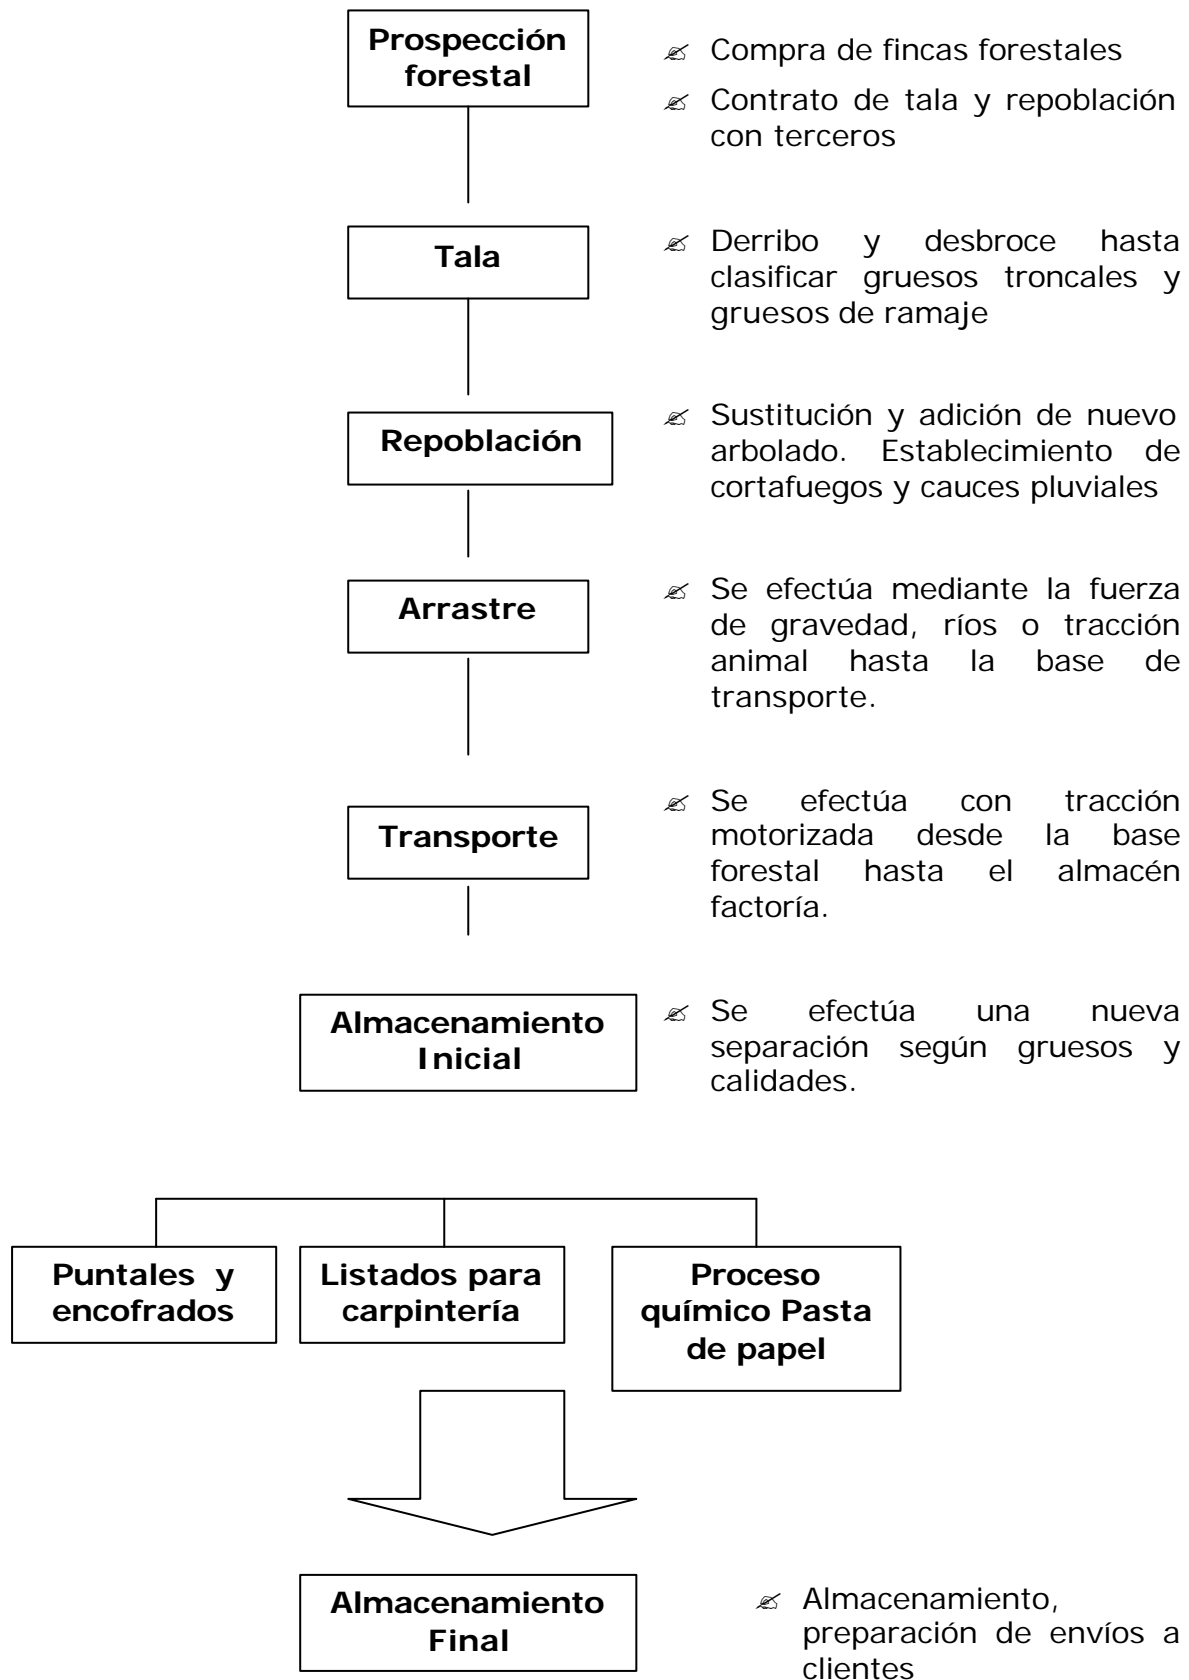 Prospección
forestal
Compra de fincas forestales
Contrato de tala y repoblación
con terceros
Tala
Derribo y desbroce hasta
clasificar gruesos troncales y
gruesos de ramaje
Repoblación
Sustitución y adición de nuevo
arbolado. Establecimiento de
cortafuegos y cauces pluviales
Arrastre
Se efectúa mediante la fuerza
de gravedad, ríos o tracción
animal hasta la base de
transporte.
Transporte
Se efectúa con tracción
motorizada desde la base
forestal hasta el almacén
factoría.
Almacenamiento
Inicial
Se efectúa una nueva
separación según gruesos y
calidades.
Puntales y
encofrados
Listados para
carpintería
Proceso
químico Pasta
de papel
Almacenamiento
Final
Almacenamiento,
preparación de envíos a
clientes